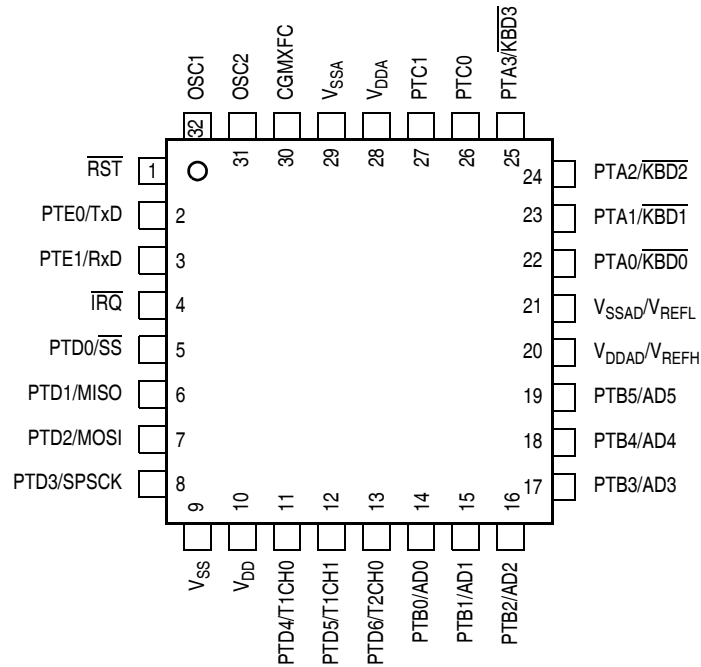 OSC1
OSC2
CGMXFC
VSSA
VDDA
PTC1
PTC0
PTA3/KBD3
32
31
30
29
28
27
26
25
RST 1
PTE0/TxD 2
PTE1/RxD 3
IRQ 4
PTD0/SS 5
PTD1/MISO 6
PTD2/MOSI 7
PTD3/SPSCK 8
24 PTA2/KBD2
23 PTA1/KBD1
22 PTA0/KBD0
21 VSSAD/VREFL
20 VDDAD/VREFH
19 PTB5/AD5
18 PTB4/AD4
17 PTB3/AD3
9
10
11
12
13
14
15
16
VSS
VDD
PTD4/T1CH0
PTD5/T1CH1
PTD6/T2CH0
PTB0/AD0
PTB1/AD1
PTB2/AD2